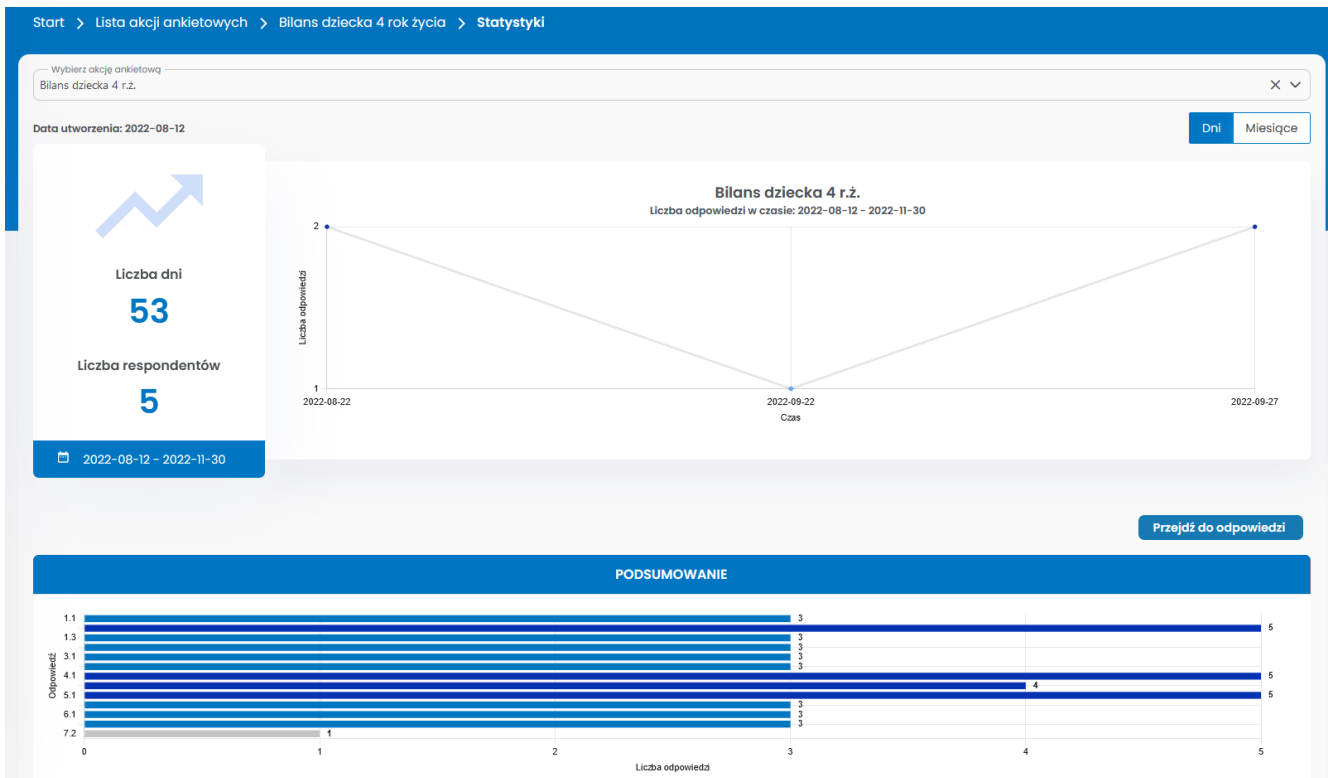 Start > Lista akcji ankietowych > Bilans dziecka 4 rok życia > Statystyki
Wybierz akcję ankietową
Bilans dziecka 4 r.ż.
Data utworzenia: 2022-08-12
Dni Miesiące
Liczba dni
53
Liczba respondentów
5
2022-08-12 - 2022-11-30
Bilans dziecka 4 r.ż.
Liczba odpowiedzi w czasie: 2022-08-12 - 2022-11-30
2
Liczba odpowiedzi
1
2022-08-22 2022-09-22 2022-09-27
Czas
Przejdź do odpowiedzi
PODSUMOWANIE
Odpowiedź
1.1 3
5
1.3 3
3
3.1 3
3
4.1 5
4
5.1 5
3
6.1 3
3
7.2 1
0 1 2 3 4 5
Liczba odpowiedzi